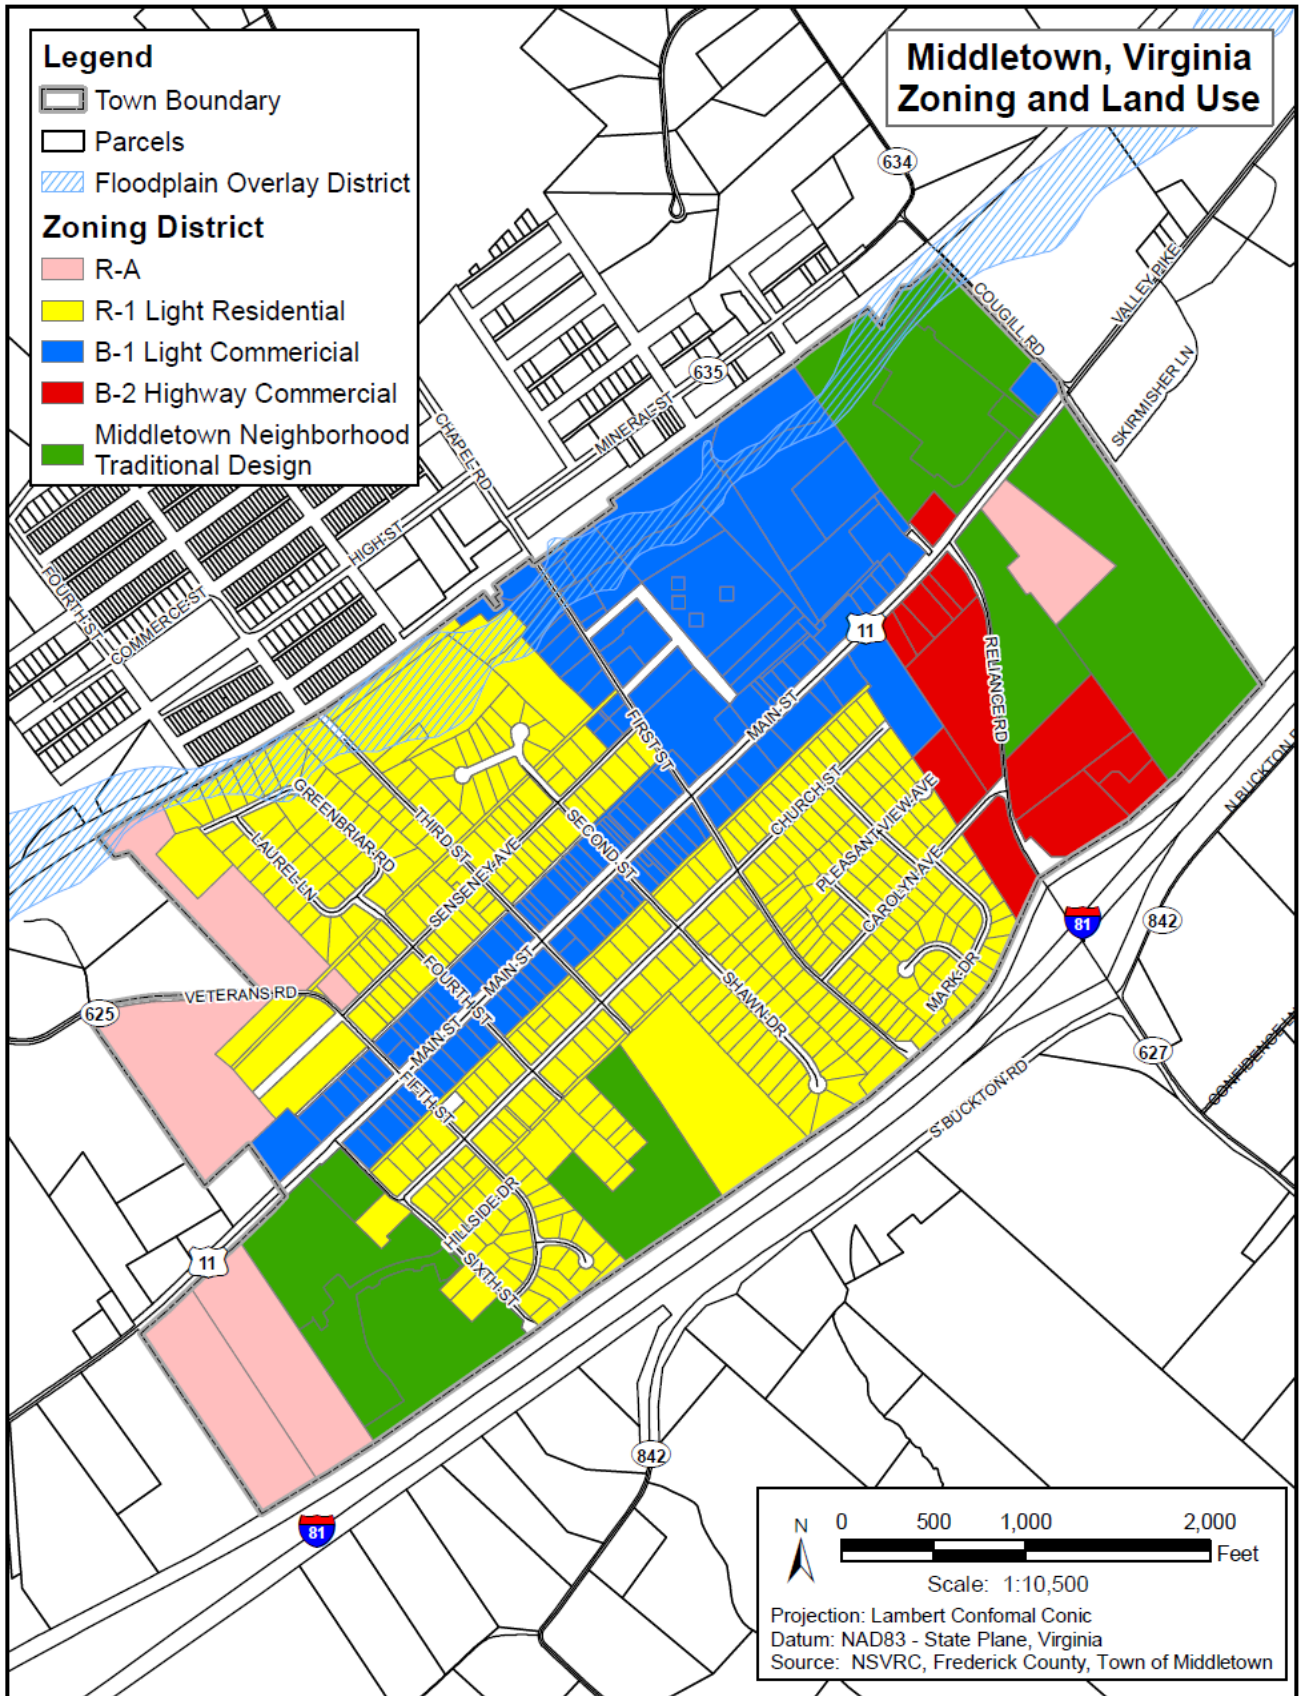 Legend
Town Boundary
Parcels
Floodplain Overlay District
Zoning District
R-A
R-1 Light Residential
B-1 Light Commericial
B-2 Highway Commercial
Middletown Neighborhood
Traditional Design
Middletown, Virginia
Zoning and Land Use
634
COUGILL RD
VALLEY PIKE
SKIRMISHER LN
635
MINERAL ST
CHAPEL RD
HIGH ST
FOURTH ST
COMMERCE ST
11
RELIANCE RD
MAIN ST
FIRST ST
N BUCKTON R
CHURCH ST
PLEASANT VIEW AVE
CAROLYN AVE
GREENBRIAR RD
THIRD ST
SECOND ST
LAUREL LN
SENSENEY AVE
81
842
MARK DR
SHAWN DR
FOURTH ST
MAIN ST
VETERANS RD
625
MAIN ST
FIFTH ST
627
CONFIDENCE LN
S BUCKTON RD
HILLSIDE DR
SIXTH ST
11
842
81
N
0 500 1,000 2,000
Feet
Scale: 1:10,500
Projection: Lambert Confomal Conic
Datum: NAD83 - State Plane, Virginia
Source: NSVRC, Frederick County, Town of Middletown